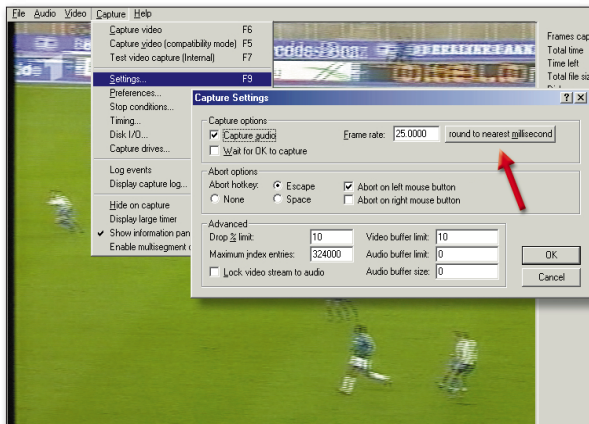 File Audio Video Capture Help
Capture video F6
Capture video (compatibility mode) F5
Test video capture (Internal) F7
Settings... F9
Preferences...
Stop conditions...
Timing...
Disk I/O...
Capture drives...
Log events
Display capture log...
Hide on capture
Display large timer
Show information pan
Enable multisegment
Frames cap
Total time
Time left
Total file siz
Capture Settings
Capture options
Capture audio
Frame rate: 25.0000 round to nearest millisecond
Wait for OK to capture
Abort options
Abort hotkey: Escape Abort on left mouse button
None Space Abort on right mouse button
Advanced
Drop % limit: 10 Video buffer limit: 10
Maximum index entries: 324000 Audio buffer limit: 0
Lock video stream to audio Audio buffer size: 0
OK
Cancel